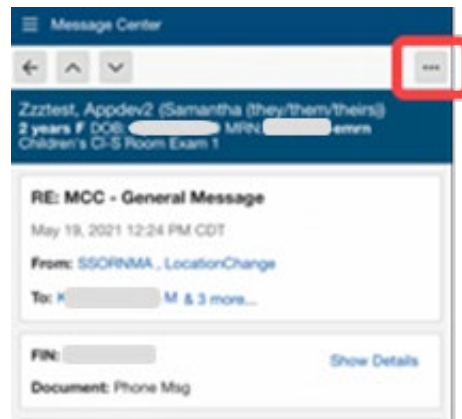 Message Center
Zzztest, Appdev2 (Samantha (they/them/theirs))
2 years F DOB: MRN: emrn
Children's CI-S Room Exam 1
RE: MCC - General Message
May 19, 2021 12:24 PM CDT
From: SSORNMA , LocationChange
To: K M & 3 more...
FIN:
Show Details
Document: Phone Msg